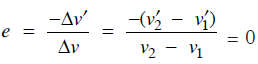 e = −Δv′ / Δv = −(v′₂ − v′₁) / v₂ − v₁ = 0